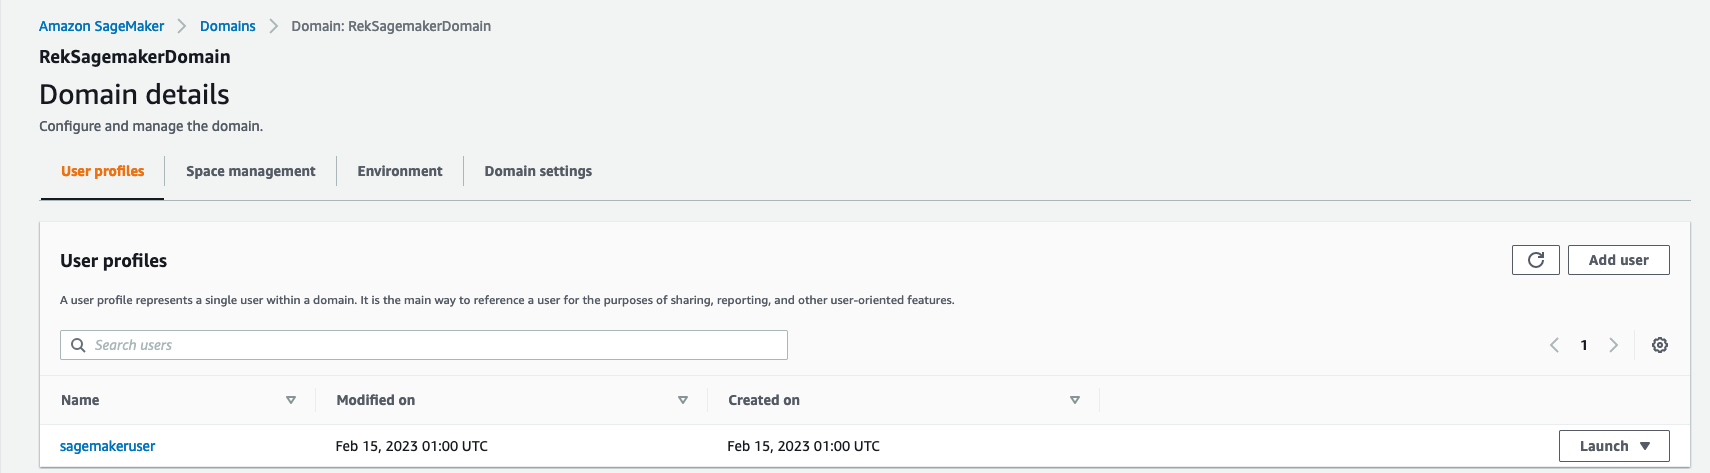 Amazon SageMaker Domains Domain: RekSagemakerDomain
RekSagemakerDomain
Domain details
Configure and manage the domain.
User profiles Space management Environment Domain settings
User profiles
Add user
A user profile represents a single user within a domain. It is the main way to reference a user for the purposes of sharing, reporting, and other user-oriented features.
Search users
1
Name Modified on Created on
sagemakeruser Feb 15, 2023 01:00 UTC Feb 15, 2023 01:00 UTC Launch